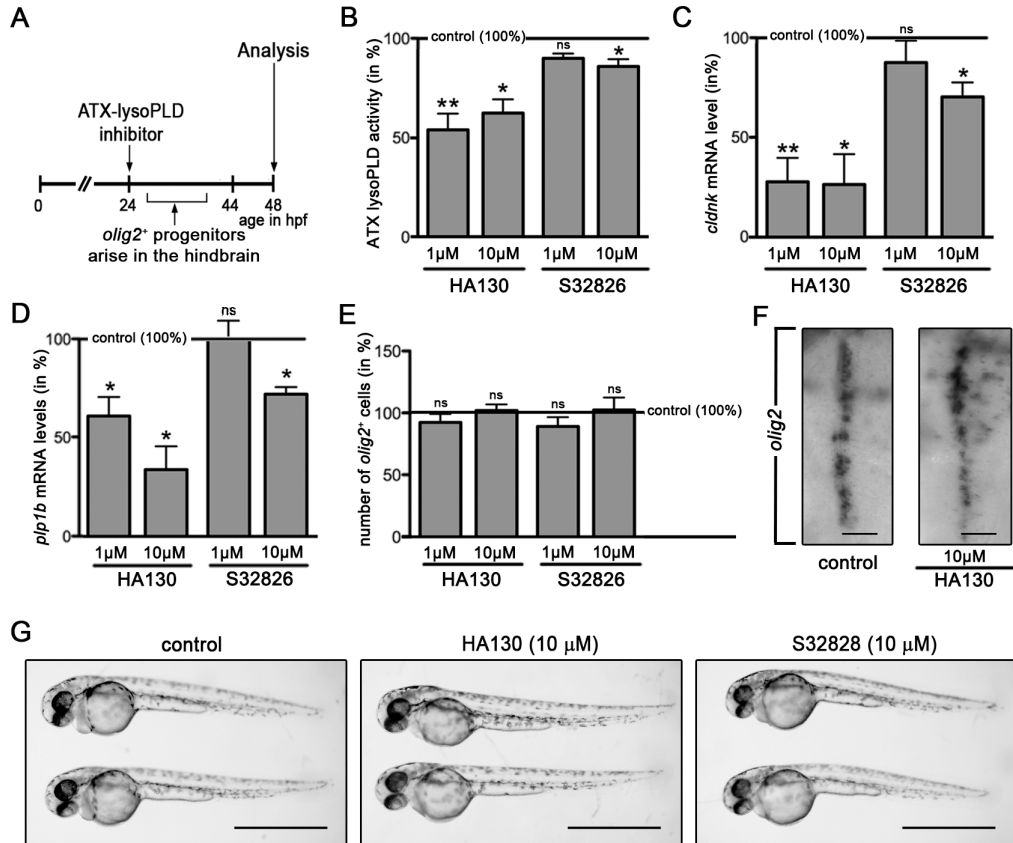 A
Analysis
ATX-lysoPLD
inhibitor
0
24
44
48
age in hpf
olig2+ progenitors
arise in the hindbrain
B
ATX lysoPLD activity (in %)
100
50
0
control (100%)
**
*
ns
*
1µM
10µM
1µM
10µM
HA130
S32826
C
cldnk mRNA level (in%)
100
50
0
control (100%)
**
*
ns
*
1µM
10µM
1µM
10µM
HA130
S32826
D
plp1b mRNA levels (in %)
100
50
0
control (100%)
*
*
ns
*
1µM
10µM
1µM
10µM
HA130
S32826
E
number of olig2+ cells (in %)
150
100
50
0
ns
ns
ns
ns
control (100%)
1µM
10µM
1µM
10µM
HA130
S32826
F
olig2
control
10µM
HA130
G
control
HA130 (10 µM)
S32828 (10 µM)